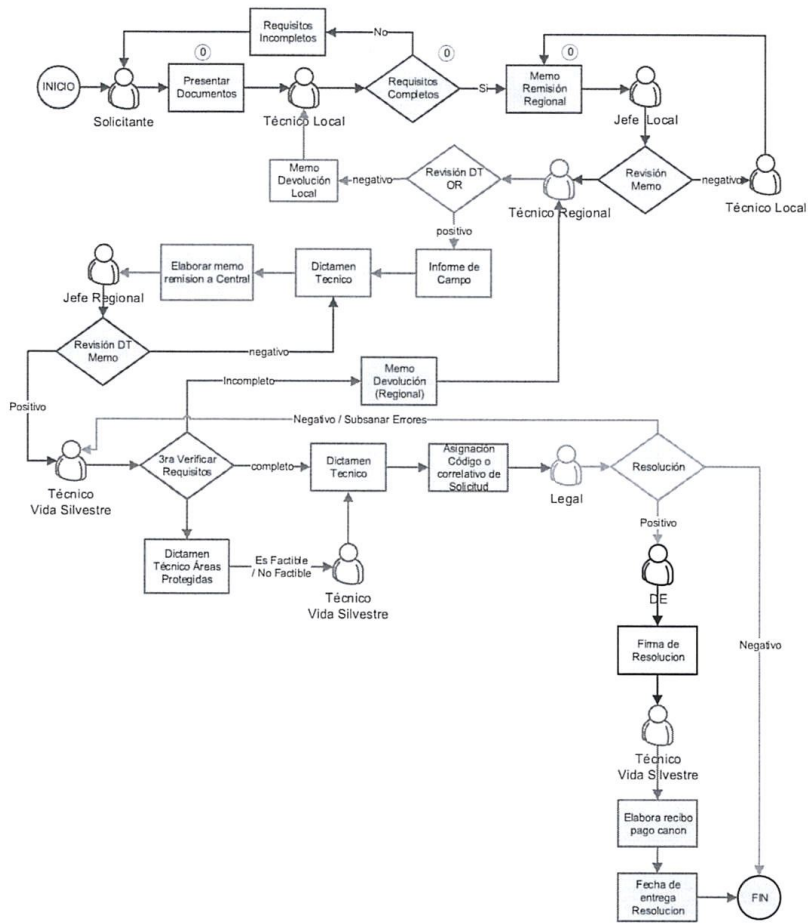 Requisitos
Incompletos
No
0
0
0
INICIO
Presentar
Documentos
Requisitos
Completos
Si
Memo
Remisión
Regional
Solicitante
Técnico Local
Jefe Local
Memo
Devolución
Local
negativo
Revisión DT
OR
Técnico Regional
Revisión
Memo
negativo
Técnico Local
positivo
Elaborar memo
remision a Central
Dictamen
Tecnico
Informe de
Campo
Jefe Regional
Revisión DT
Memo
negativo
Memo
Devolución
(Regional)
Incompleto
Positivo
Negativo / Subsanar Errores
3ra Verificar
Requisitos
completo
Dictamen
Tecnico
Asignación
Código o
correlativo de
Solicitud
Resolución
Técnico
Vida Silvestre
Legal
Positivo
Dictamen
Técnico Áreas
Protegidas
Es Factible
/ No Factible
Técnico
Vida Silvestre
DE
Firma de
Resolucion
Negativo
Técnico
Vida Silvestre
Elabora recibo
pago canon
Fecha de
entrega
Resolucion
FIN